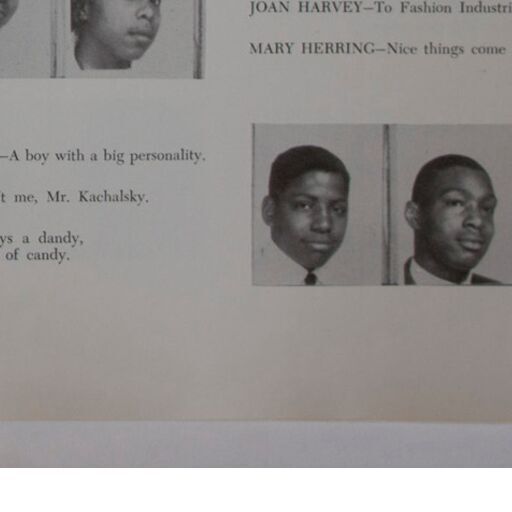 JOAN HARVEY—To Fashion Industri
MARY HERRING—Nice things come
—A boy with a big personality.
't me, Mr. Kachalsky.
ys a dandy,
of candy.